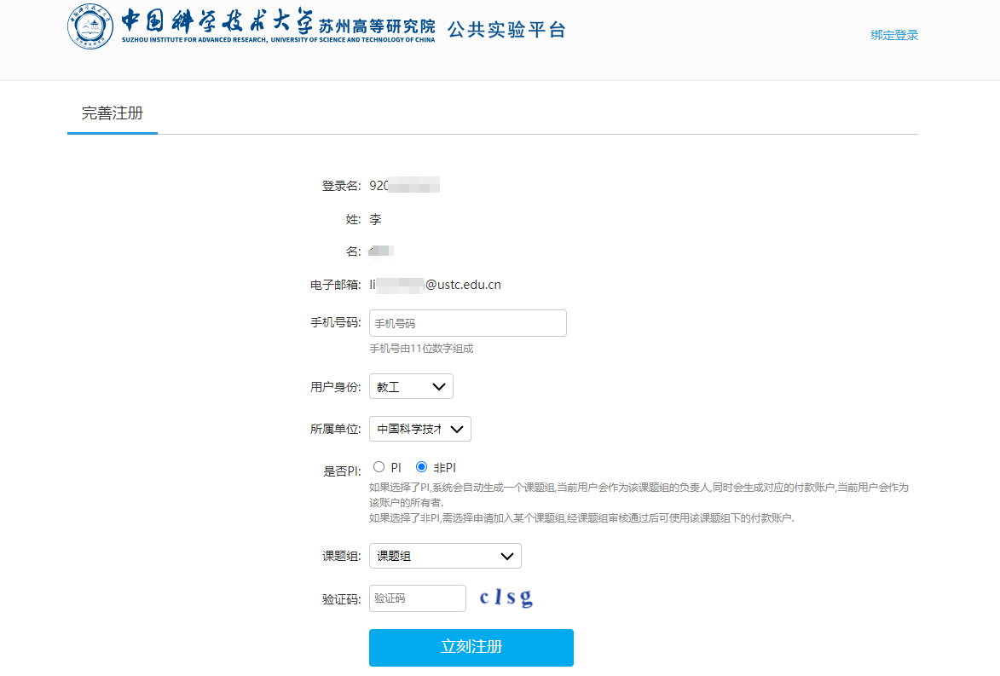 中国科学技术大学 苏州高等研究院 公共实验平台
SUZHOU INSTITUTE FOR ADVANCED RESEARCH, UNIVERSITY OF SCIENCE AND TECHNOLOGY OF CHINA
绑定登录
完善注册
登录名: 920
姓: 李
名:
电子邮箱: li @ustc.edu.cn
手机号码: 手机号码
手机号由11位数字组成
用户身份: 教工
所属单位: 中国科学技术
是否PI: PI 非PI
如果选择了PI,系统会自动生成一个课题组,当前用户会作为该课题组的负责人,同时会生成对应的付款账户,当前用户会作为
该账户的所有者.
如果选择了非PI,需选择申请加入某个课题组,经课题组审核通过后可使用该课题组下的付款账户.
课题组: 课题组
验证码: 验证码 clsg
立刻注册